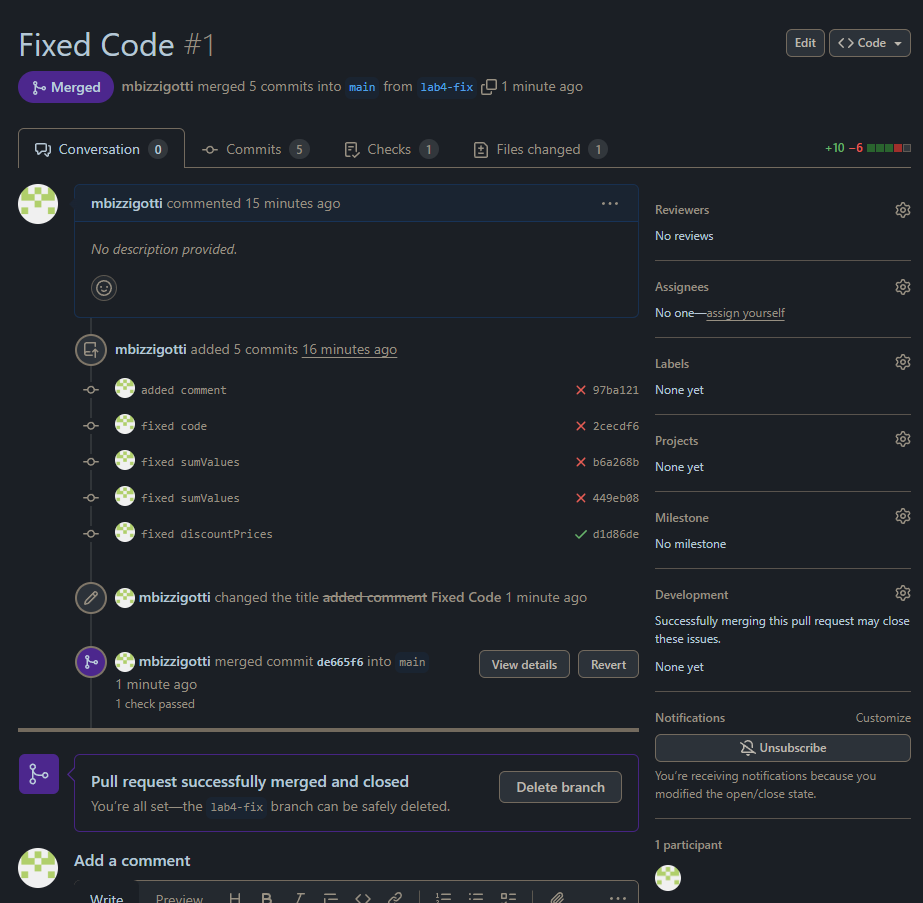 Fixed Code #1
Edit
Code
Merged
mbizzigotti merged 5 commits into main from lab4-fix 1 minute ago
Conversation 0
Commits 5
Checks 1
Files changed 1
+10 −6
mbizzigotti commented 15 minutes ago
No description provided.
mbizzigotti added 5 commits 16 minutes ago
added comment 97ba121
fixed code 2cecdf6
fixed sumValues b6a268b
fixed sumValues 449eb08
fixed discountPrices d1d86de
mbizzigotti changed the title added comment Fixed Code 1 minute ago
mbizzigotti merged commit de665f6 into main
1 minute ago
1 check passed
View details
Revert
Pull request successfully merged and closed
You're all set—the lab4-fix branch can be safely deleted.
Delete branch
Add a comment
Write
Preview
H B I
Reviewers
No reviews
Assignees
No one—assign yourself
Labels
None yet
Projects
None yet
Milestone
No milestone
Development
Successfully merging this pull request may close
these issues.
None yet
Notifications
Customize
Unsubscribe
You're receiving notifications because you
modified the open/close state.
1 participant